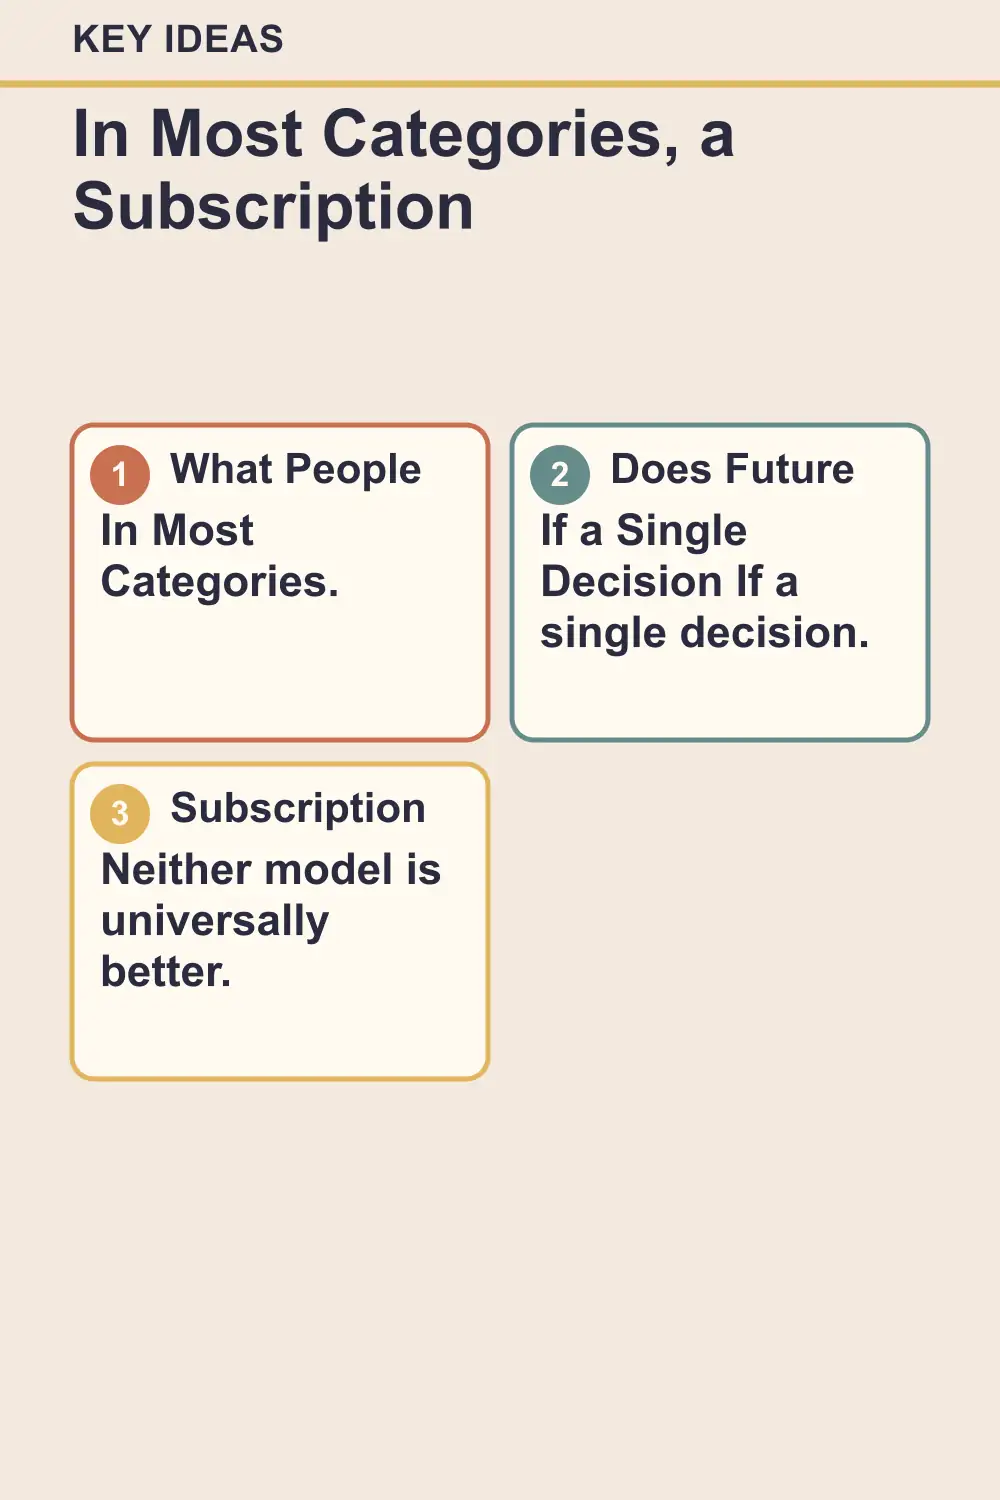 KEY IDEAS
In Most Categories, a
Subscription
1 What People
In Most
Categories.
2 Does Future
If a Single
Decision If a
single decision.
3 Subscription
Neither model is
universally
better.